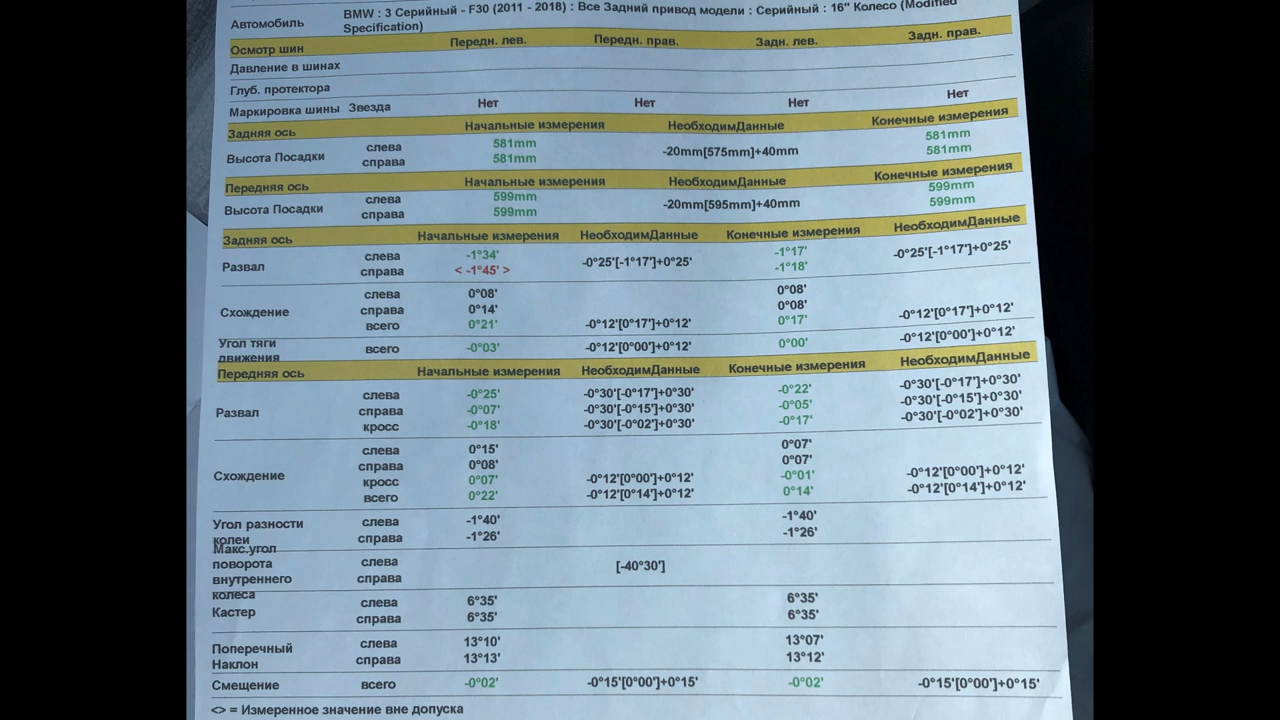 Автомобиль BMW : 3 Серийный - F30 (2011 - 2018) : Все Задний привод модели : Серийный : 16" Колесо (Modified
Specification)
Осмотр шин Передн. лев. Передн. прав. Задн. лев. Задн. прав.
Давление в шинах
Глуб. протектора
Маркировка шины Звезда Нет Нет Нет Нет
Задняя ось Начальные измерения НеобходимДанные Конечные измерения
Высота Посадки слева 581mm -20mm[575mm]+40mm 581mm
справа 581mm 581mm
Передняя ось Начальные измерения НеобходимДанные Конечные измерения
Высота Посадки слева 599mm -20mm[595mm]+40mm 599mm
справа 599mm 599mm
Задняя ось Начальные измерения НеобходимДанные Конечные измерения НеобходимДанные
Развал слева -1°34' -0°25'[-1°17']+0°25' -1°17' -0°25'[-1°17']+0°25'
справа < -1°45' > -1°18'
Схождение слева 0°08' 0°08'
справа 0°14' 0°08'
всего 0°21' -0°12'[0°17']+0°12' 0°17' -0°12'[0°17']+0°12'
Угол тяги
движения всего -0°03' -0°12'[0°00']+0°12' 0°00' -0°12'[0°00']+0°12'
Передняя ось Начальные измерения НеобходимДанные Конечные измерения НеобходимДанные
Развал слева -0°25' -0°30'[-0°17']+0°30' -0°22' -0°30'[-0°17']+0°30'
справа -0°07' -0°30'[-0°15']+0°30' -0°05' -0°30'[-0°15']+0°30'
кросс -0°18' -0°30'[-0°02']+0°30' -0°17' -0°30'[-0°02']+0°30'
Схождение слева 0°15' 0°07'
справа 0°08' 0°07'
кросс 0°07' -0°12'[0°00']+0°12' -0°01' -0°12'[0°00']+0°12'
всего 0°22' -0°12'[0°14']+0°12' 0°14' -0°12'[0°14']+0°12'
Угол разности слева -1°40' -1°40'
колеи справа -1°26' -1°26'
Макс.угол
поворота слева [-40°30']
внутреннего справа
колеса
Кастер слева 6°35' 6°35'
справа 6°35' 6°35'
Поперечный слева 13°10' 13°07'
Наклон справа 13°13' 13°12'
Смещение всего -0°02' -0°15'[0°00']+0°15' -0°02' -0°15'[0°00']+0°15'
<> = Измеренное значение вне допуска